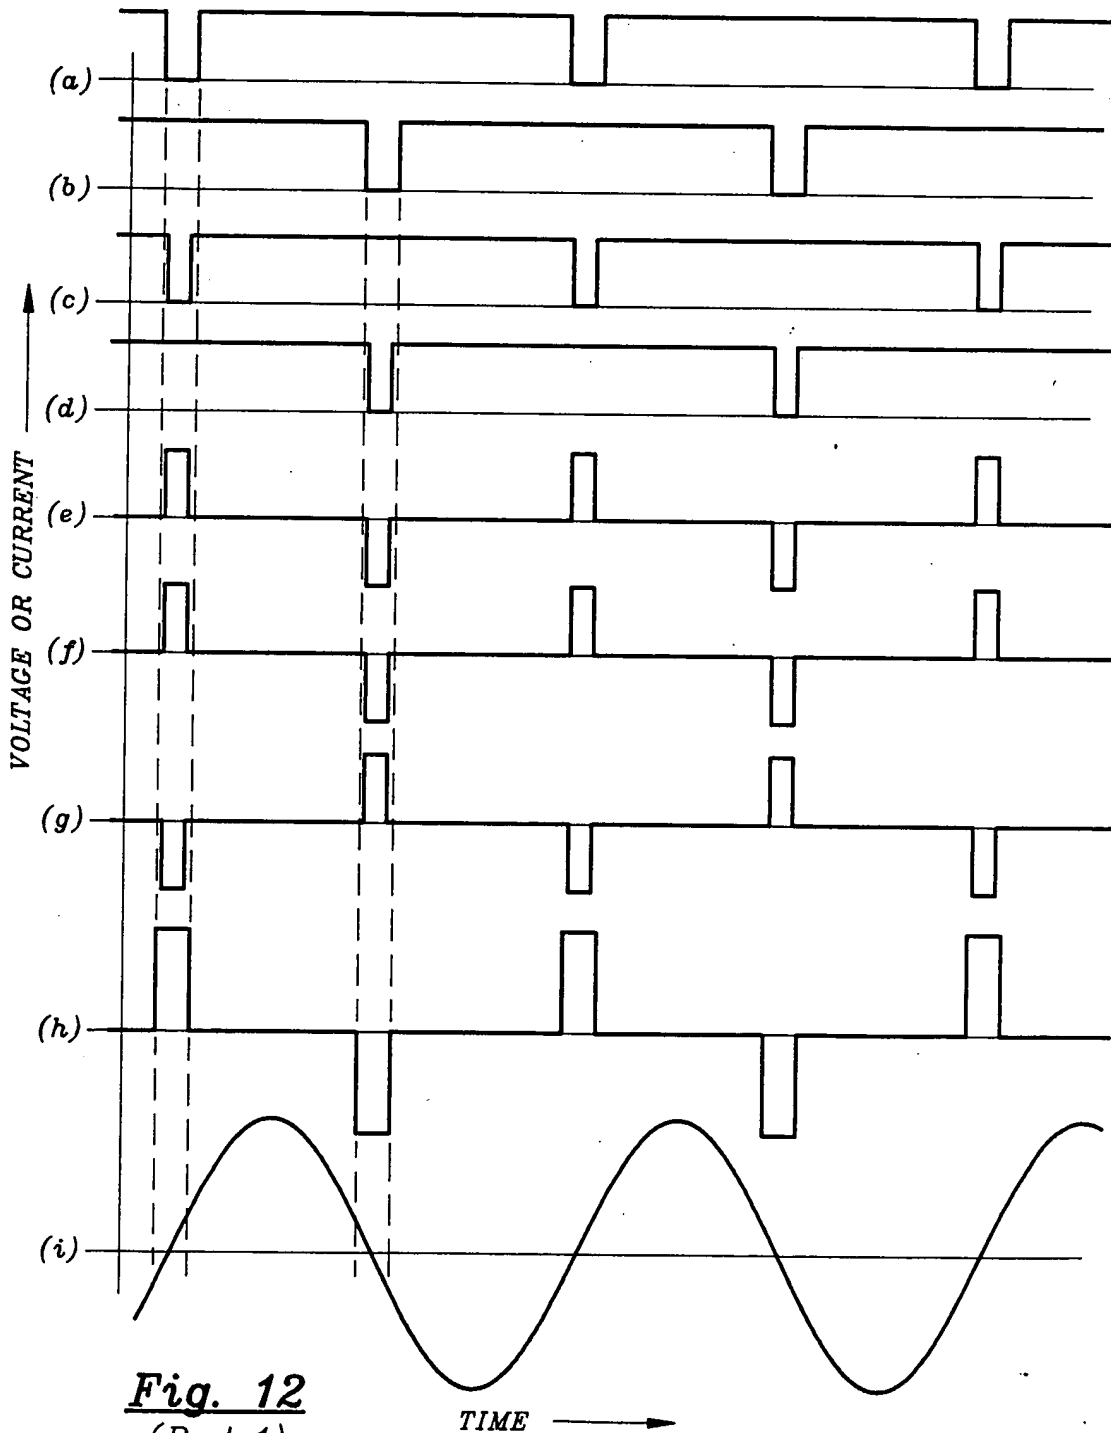 (a)
(b)
(c)
(d)
(e)
(f)
(g)
(h)
(i)
VOLTAGE OR CURRENT
Fig. 12
TIME